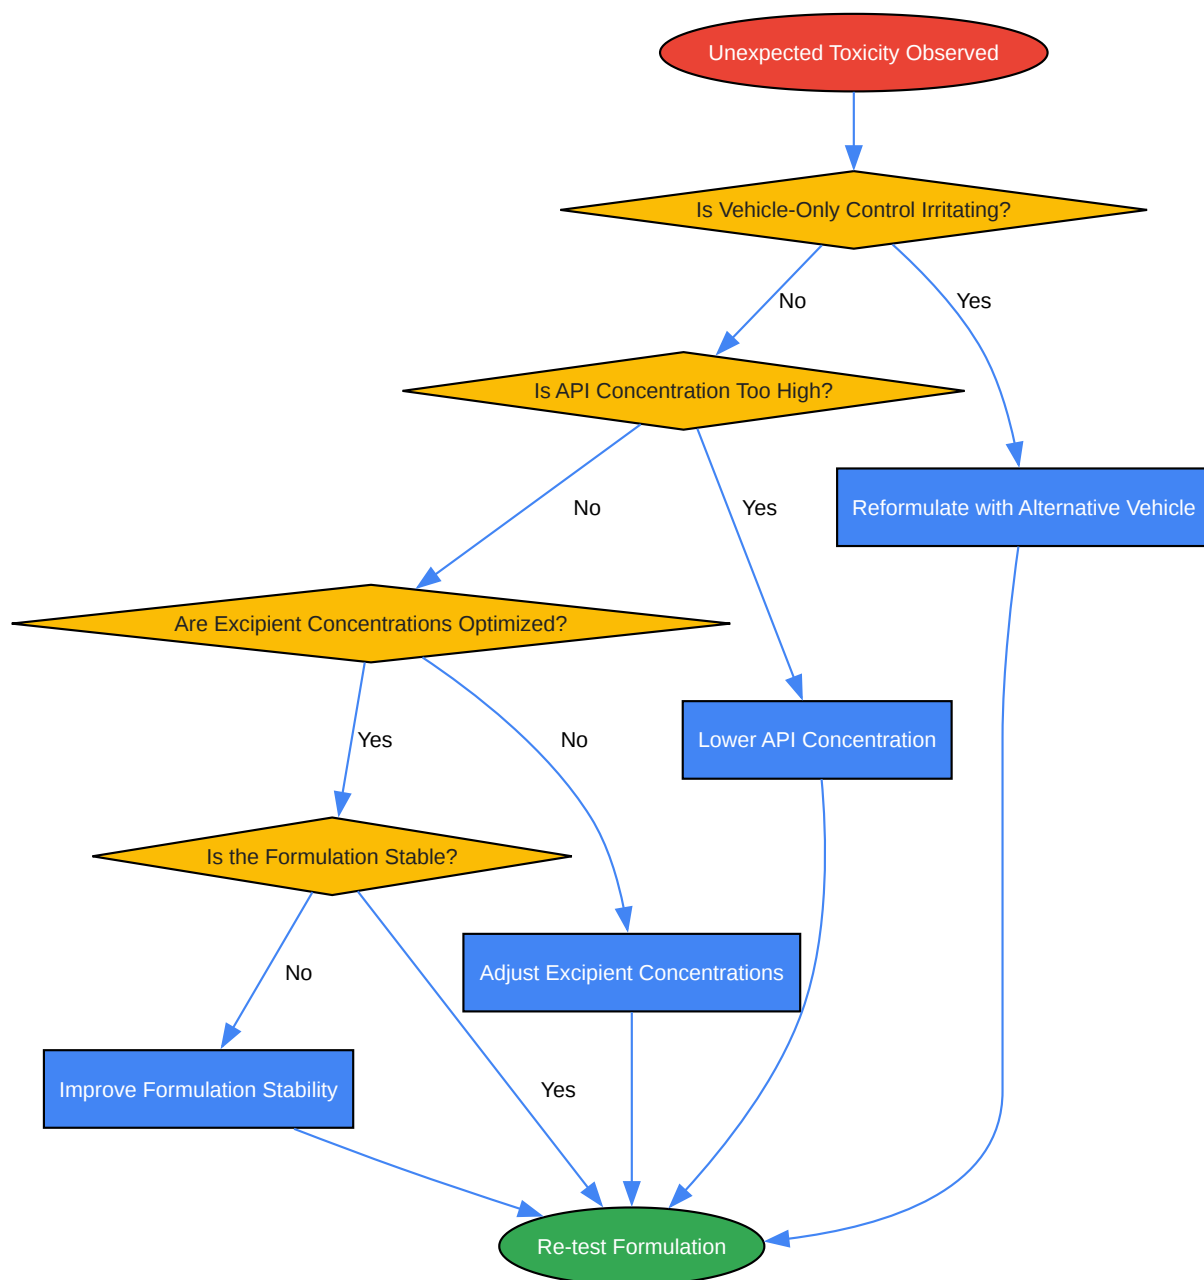 Unexpected Toxicity Observed
Is Vehicle-Only Control Irritating?
No
Yes
Is API Concentration Too High?
No
Yes
Reformulate with Alternative Vehicle
Are Excipient Concentrations Optimized?
Yes
No
Lower API Concentration
Is the Formulation Stable?
No
Adjust Excipient Concentrations
Improve Formulation Stability
Yes
Re-test Formulation